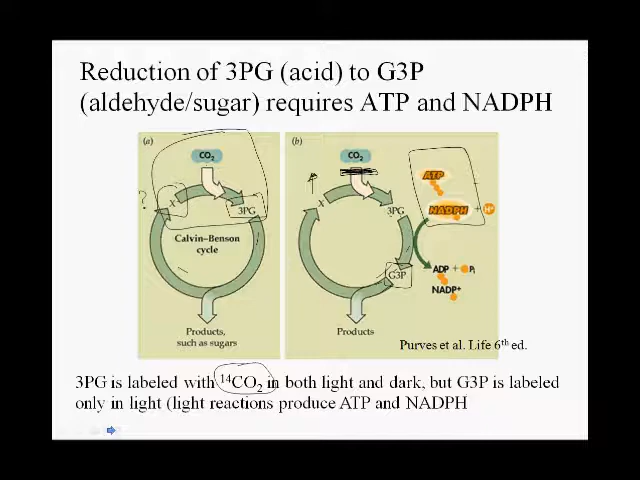 Reduction of 3PG (acid) to G3P
(aldehyde/sugar) requires ATP and NADPH
(a)
CO2
?
X
3PG
Calvin–Benson
cycle
Products,
such as sugars
(b)
CO2
X
3PG
G3P
Products
ATP
NADPH + H+
ADP + Pi
NADP+
Purves et al. Life 6th ed.
3PG is labeled with 14CO2 in both light and dark, but G3P is labeled
only in light (light reactions produce ATP and NADPH